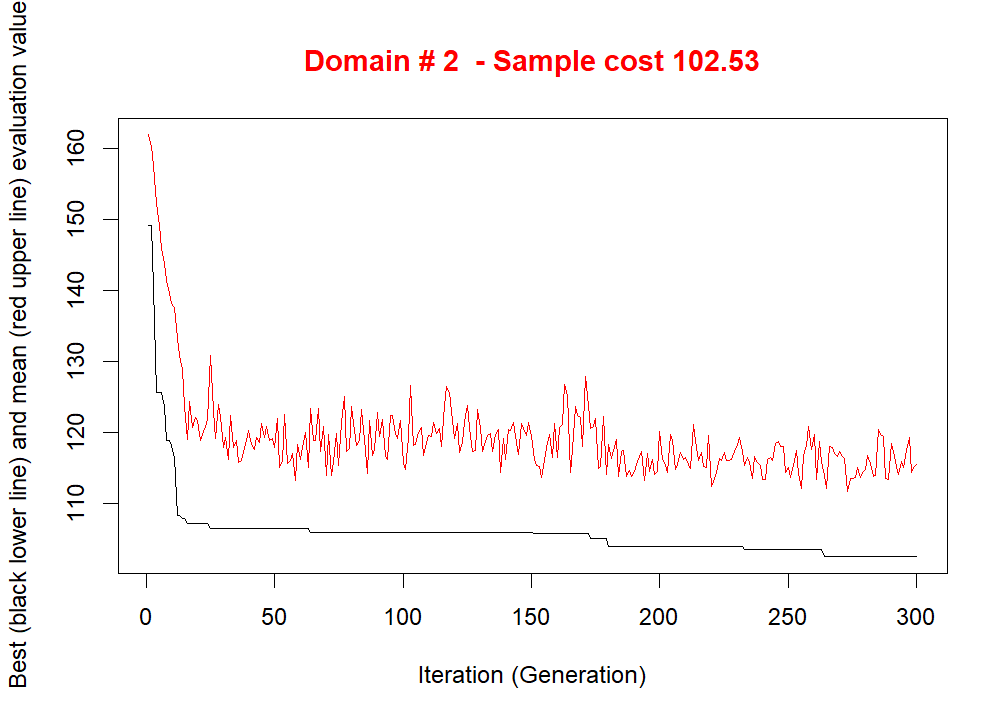 Domain # 2  - Sample cost 102.53
Best (black lower line) and mean (red upper line) evaluation value
160
150
140
130
120
110
0 50 100 150 200 250 300
Iteration (Generation)